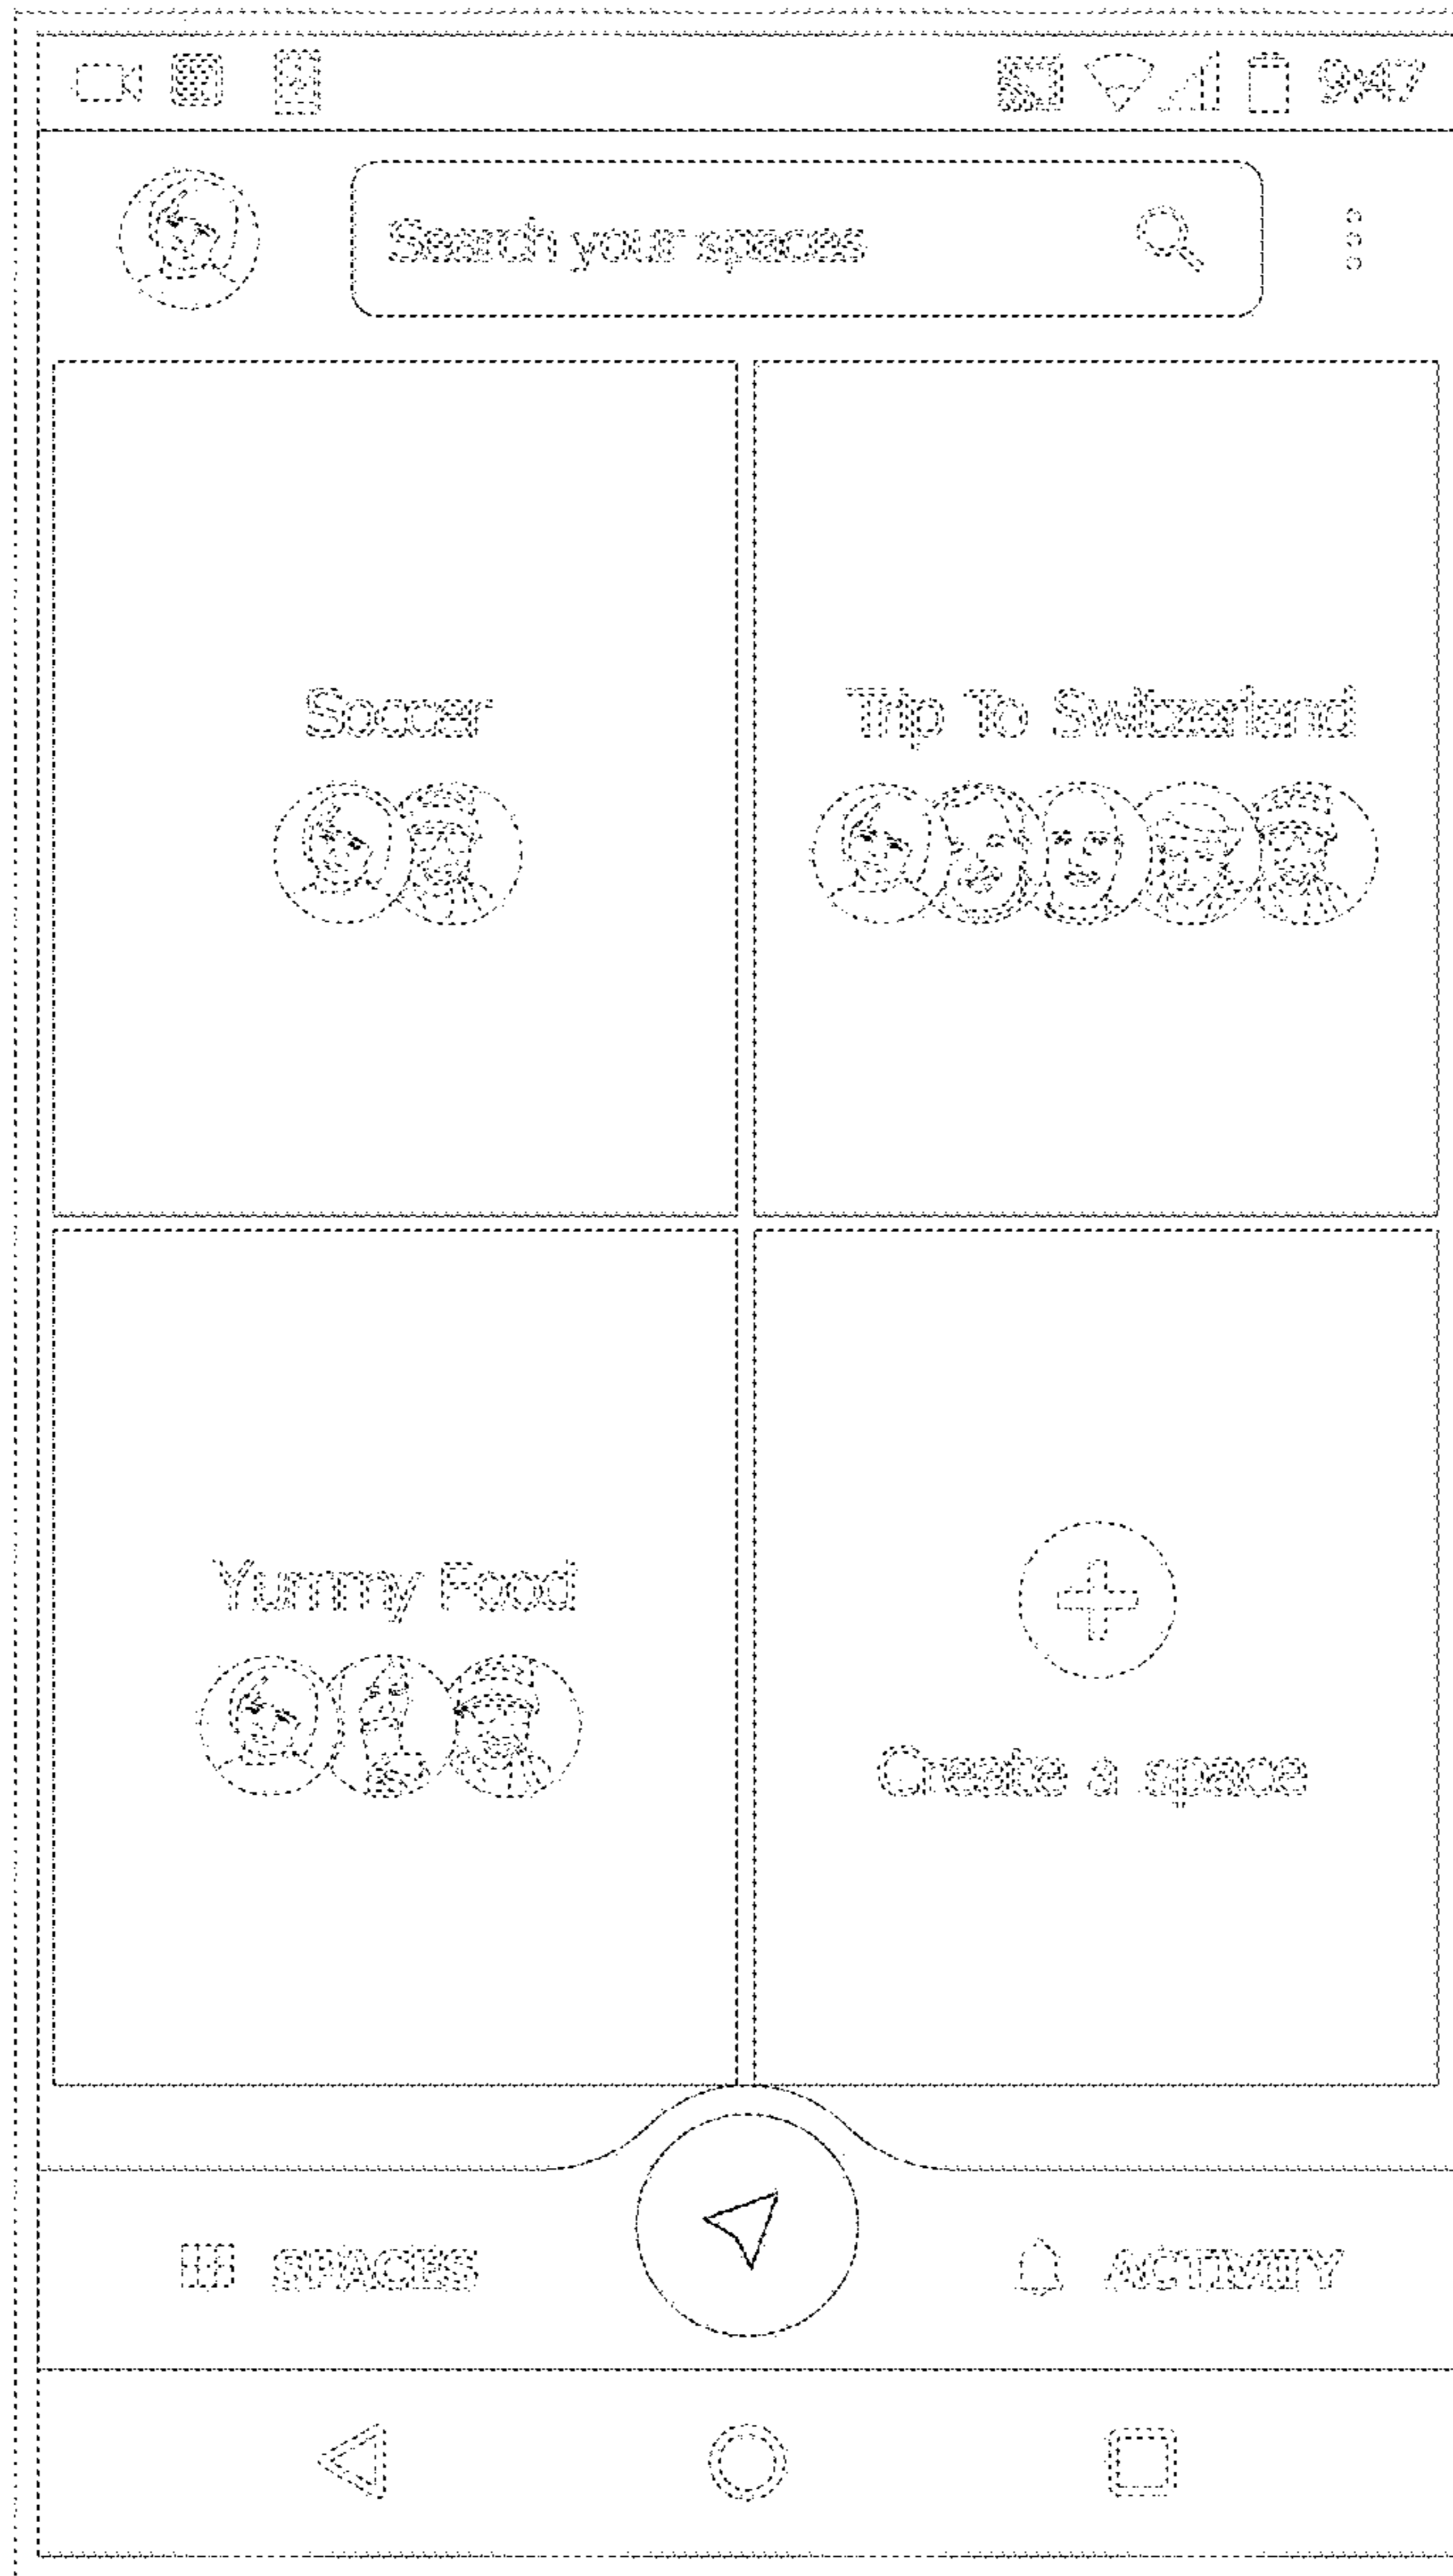 9:47
Search your spaces
Soccer
Trip To Switzerland
Yummy Food
Create a space
SPACES
ACTIVITY